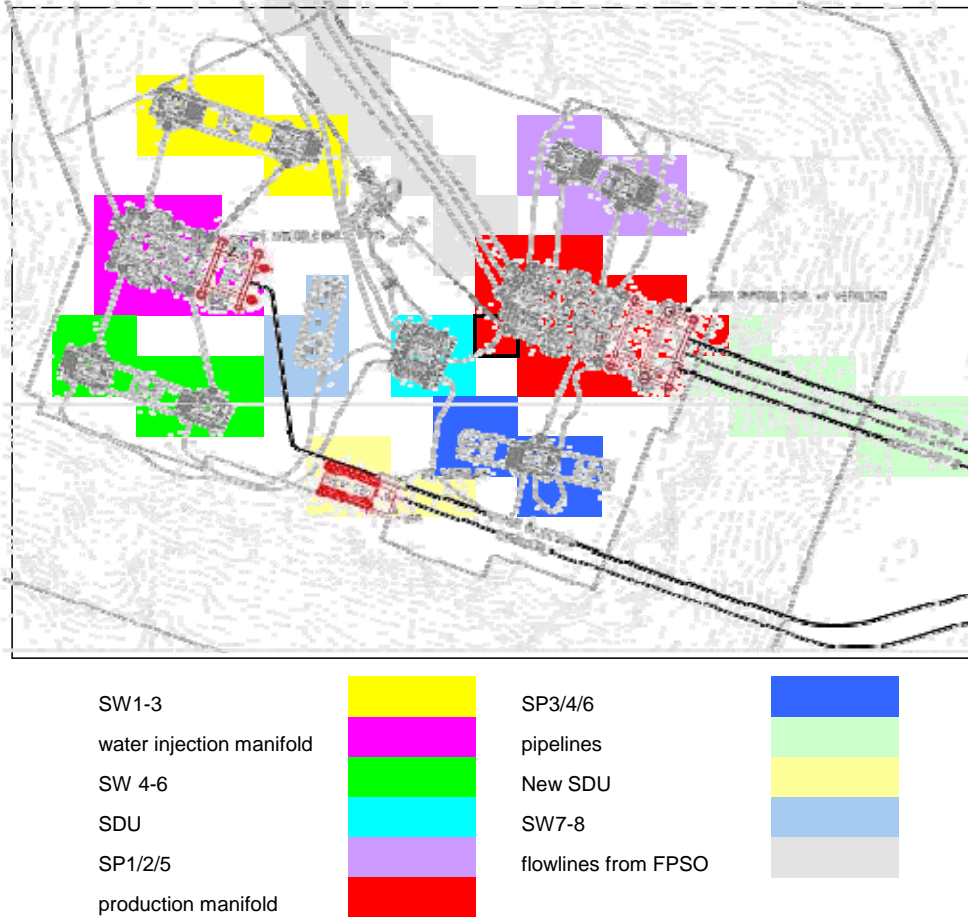 SW1-3
water injection manifold
SW 4-6
SDU
SP1/2/5
production manifold
SP3/4/6
pipelines
New SDU
SW7-8
flowlines from FPSO